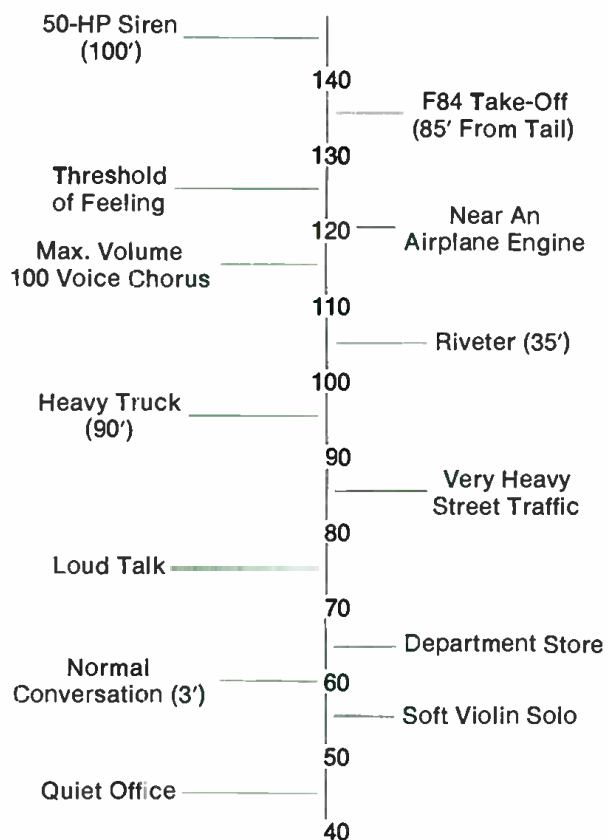 50-HP Siren
(100')
140
F84 Take-Off
(85' From Tail)
130
Threshold
of Feeling
120
Near An
Airplane Engine
Max. Volume
100 Voice Chorus
110
Riveter (35')
100
Heavy Truck
(90')
90
Very Heavy
Street Traffic
80
Loud Talk
70
Department Store
Normal
Conversation (3')
60
Soft Violin Solo
50
Quiet Office
40